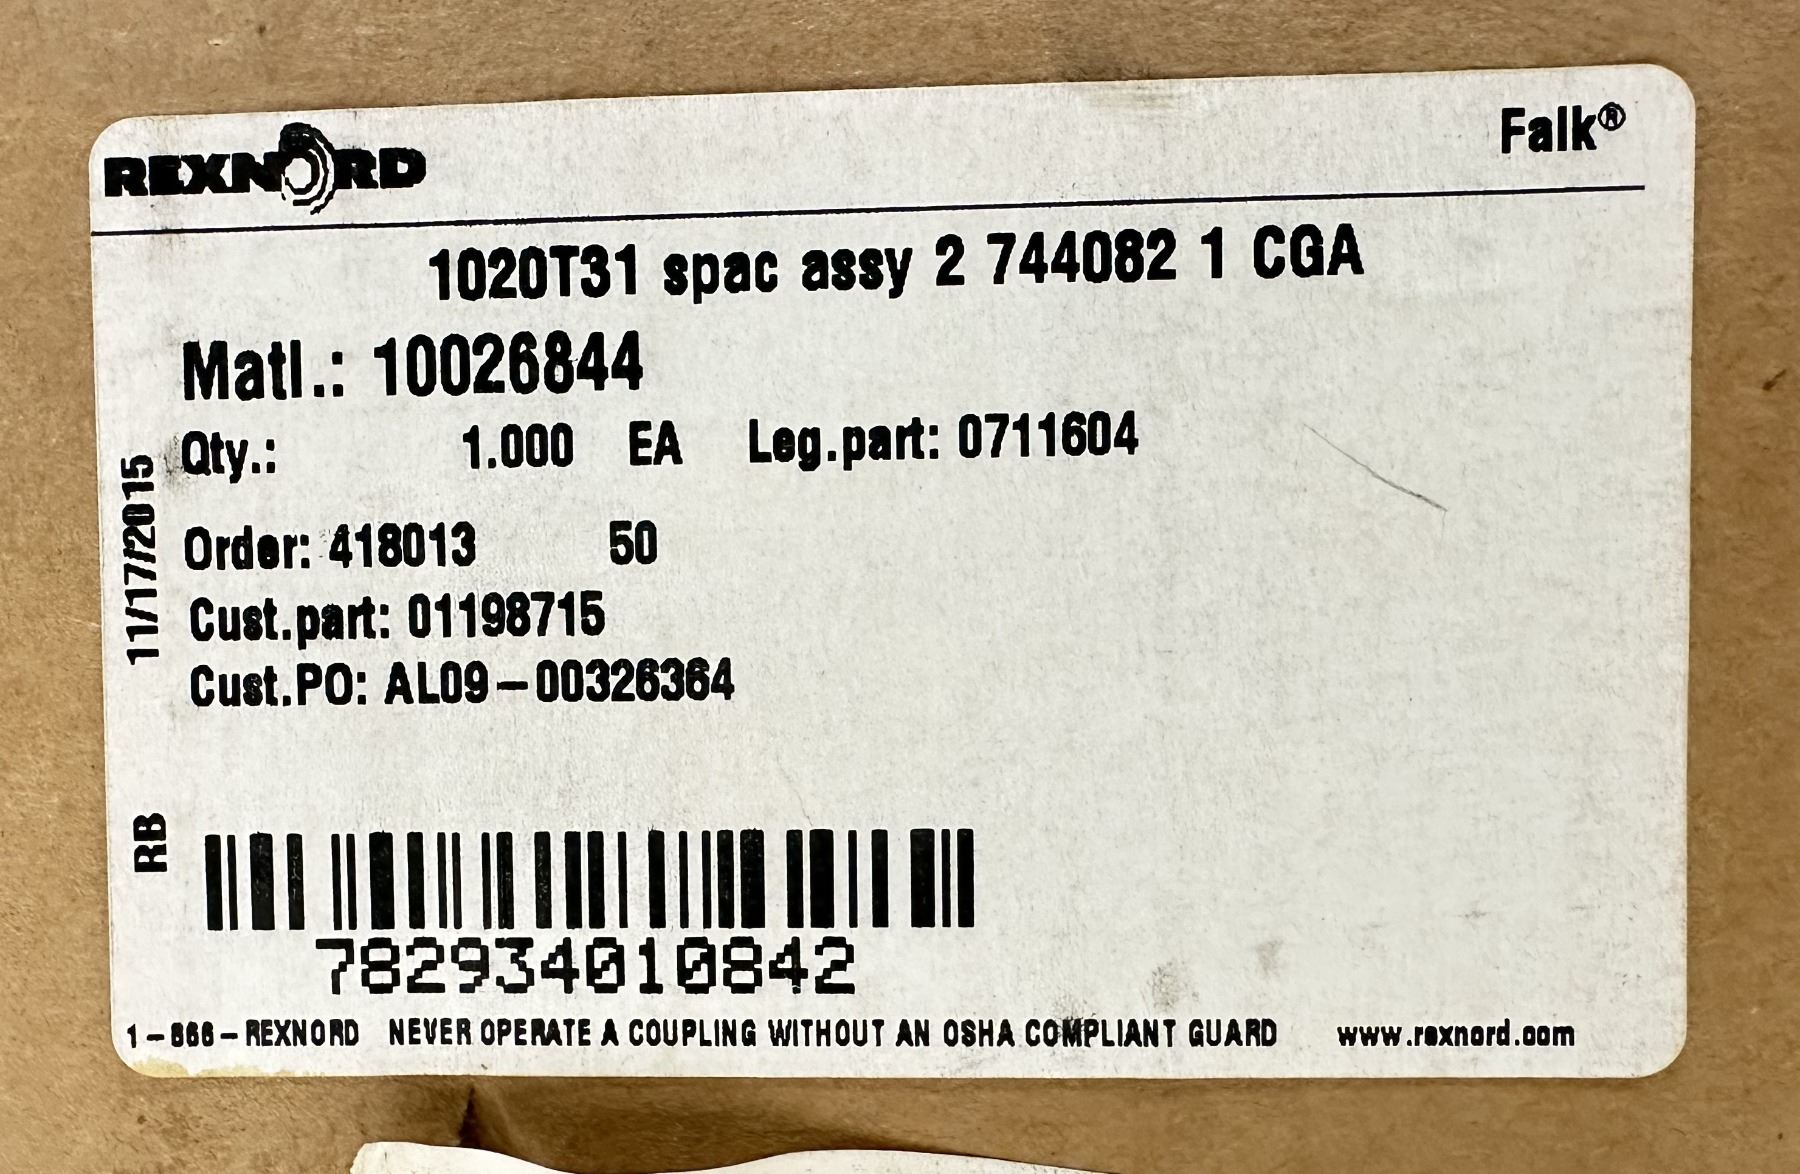 REXNORD
Falk®
1020T31 spac assy 2 744082 1 CGA
Matl.: 10026844
Qty.: 1.000 EA Leg.part: 0711604
Order: 418013 50
Cust.part: 01198715
Cust.PO: AL09-00326364
11/17/2015
RB
782934010842
1-866-REXNORD NEVER OPERATE A COUPLING WITHOUT AN OSHA COMPLIANT GUARD www.rexnord.com